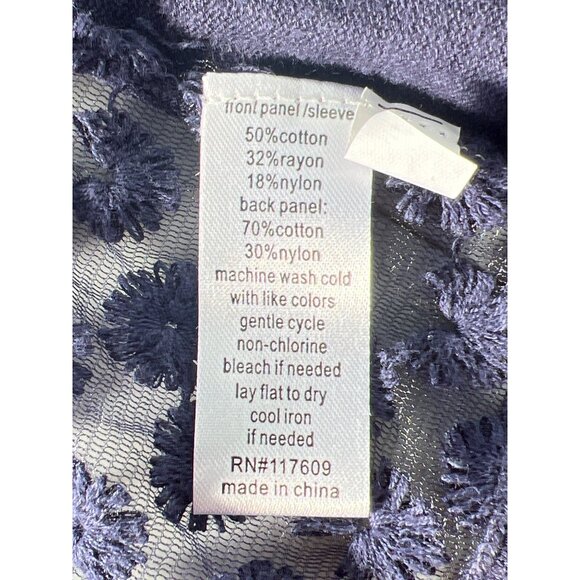 front panel/sleeve
50%cotton
32%rayon
18%nylon
back panel:
70%cotton
30%nylon
machine wash cold
with like colors
gentle cycle
non-chlorine
bleach if needed
lay flat to dry
cool iron
if needed
RN#117609
made in china